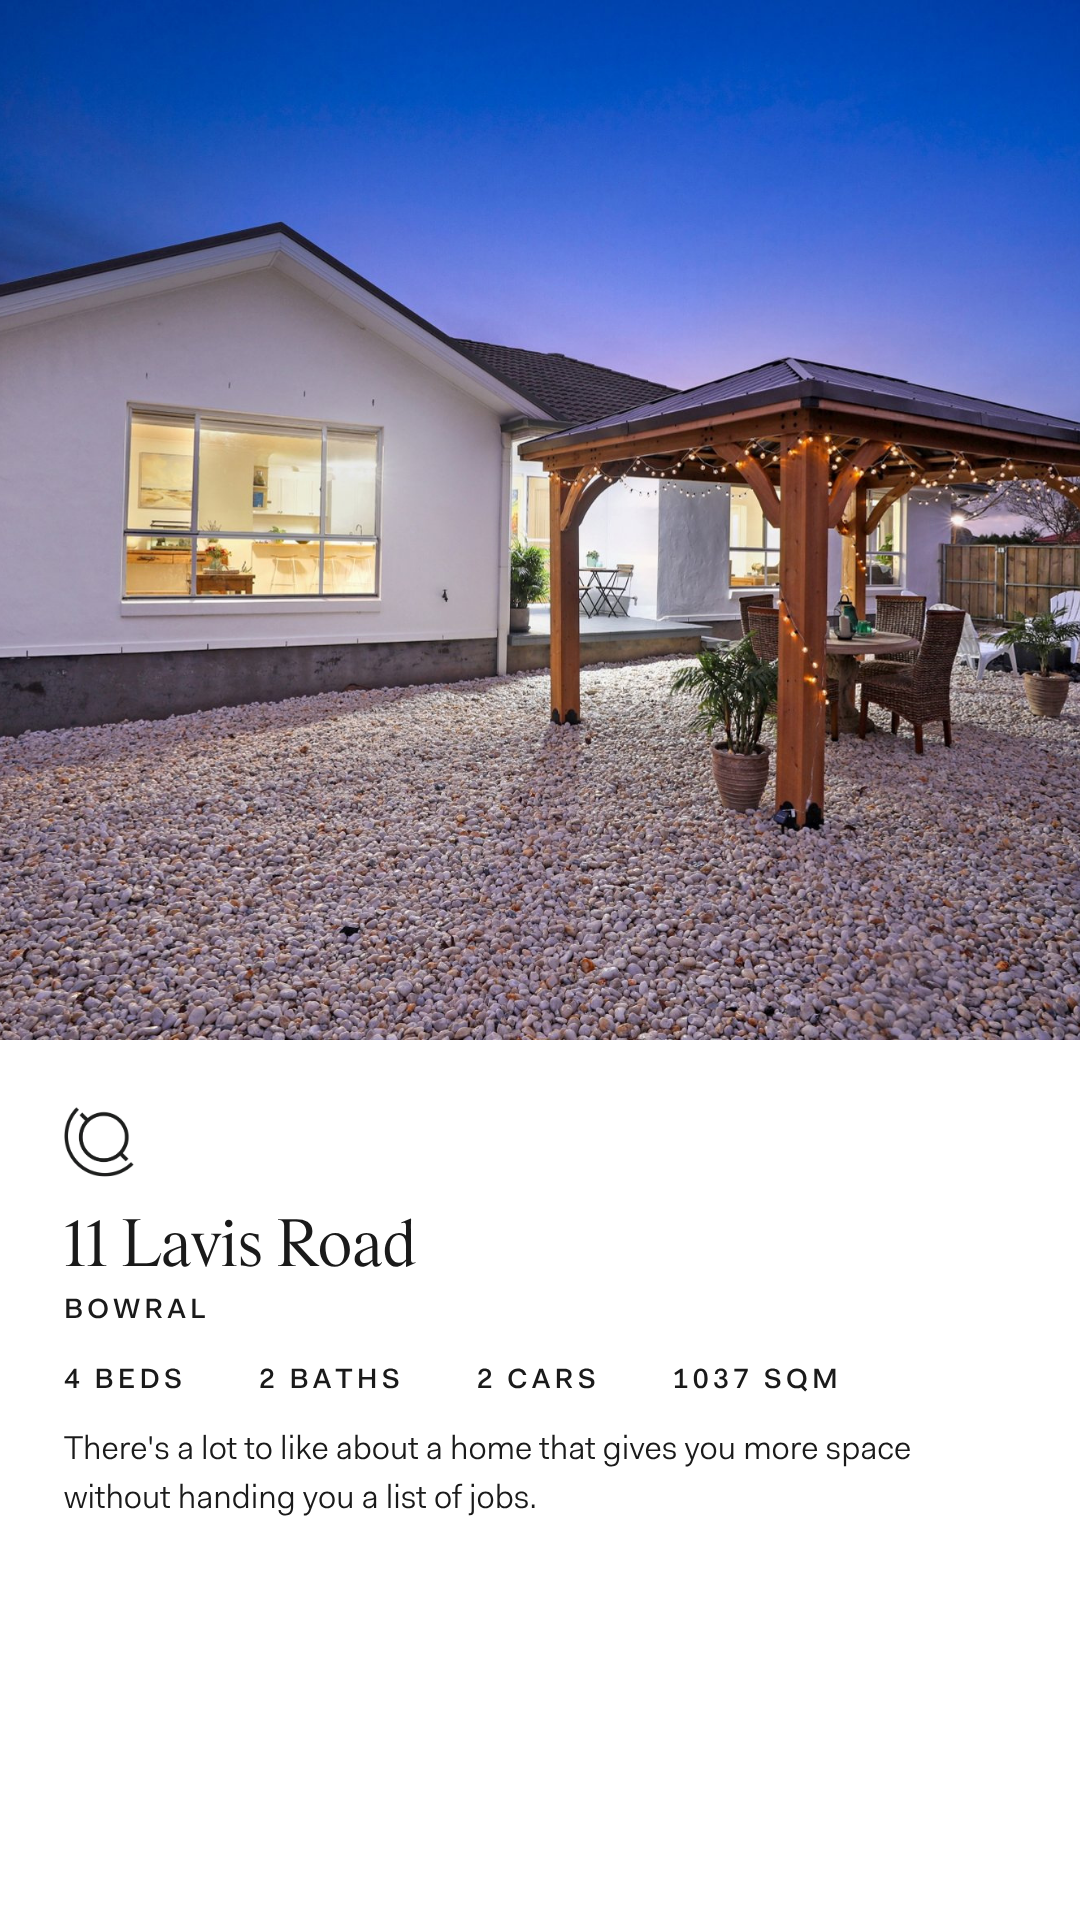 11 Lavis Road
BOWRAL
4 BEDS 2 BATHS 2 CARS 1037 SQM
There's a lot to like about a home that gives you more space
without handing you a list of jobs.